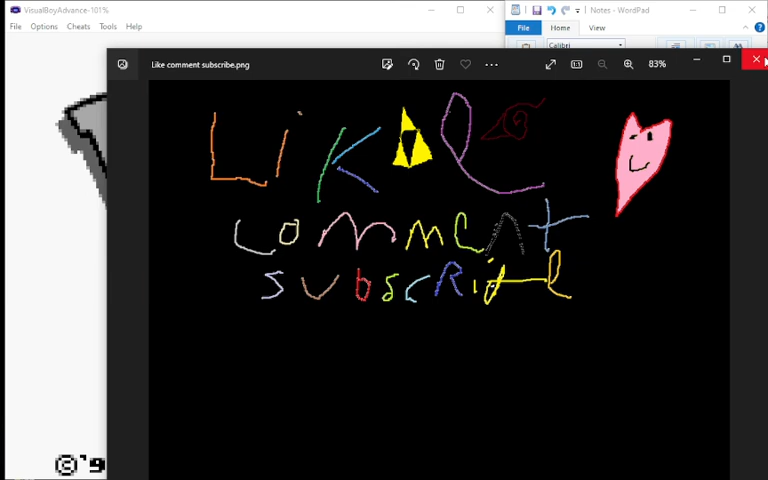 VisualBoyAdvance-101%
File Options Cheats Tools Help
Notes - WordPad
File Home View
Calibri
Like comment subscribe.png
83%
Like
comment
subscribe
©'9